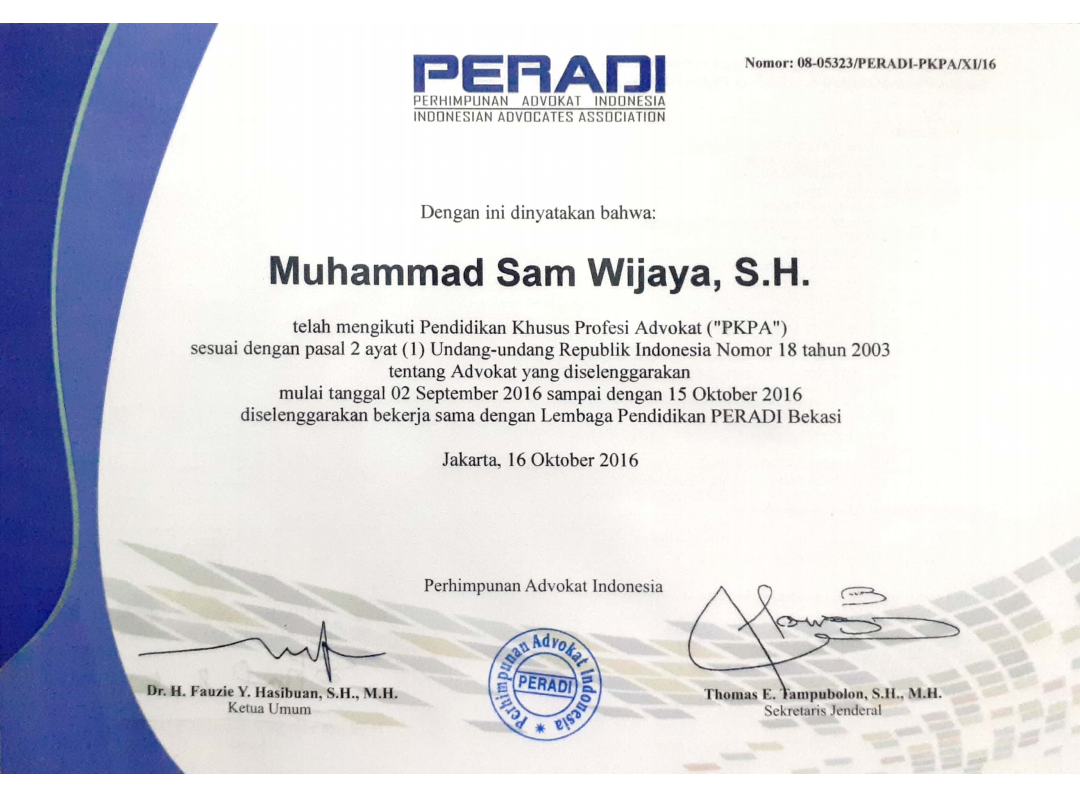 Nomor: 08-05323/PERADI-PKPA/XI/16
PERADI
PERHIMPUNAN ADVOKAT INDONESIA
INDONESIAN ADVOCATES ASSOCIATION
Dengan ini dinyatakan bahwa:
Muhammad Sam Wijaya, S.H.
telah mengikuti Pendidikan Khusus Profesi Advokat ("PKPA")
sesuai dengan pasal 2 ayat (1) Undang-undang Republik Indonesia Nomor 18 tahun 2003
tentang Advokat yang diselenggarakan
mulai tanggal 02 September 2016 sampai dengan 15 Oktober 2016
diselenggarakan bekerja sama dengan Lembaga Pendidikan PERADI Bekasi
Jakarta, 16 Oktober 2016
Perhimpunan Advokat Indonesia
Perhimpunan Advokat Indonesia
PERADI
Dr. H. Fauzie Y. Hasibuan, S.H., M.H.
Ketua Umum
Thomas E. Tampubolon, S.H., M.H.
Sekretaris Jenderal